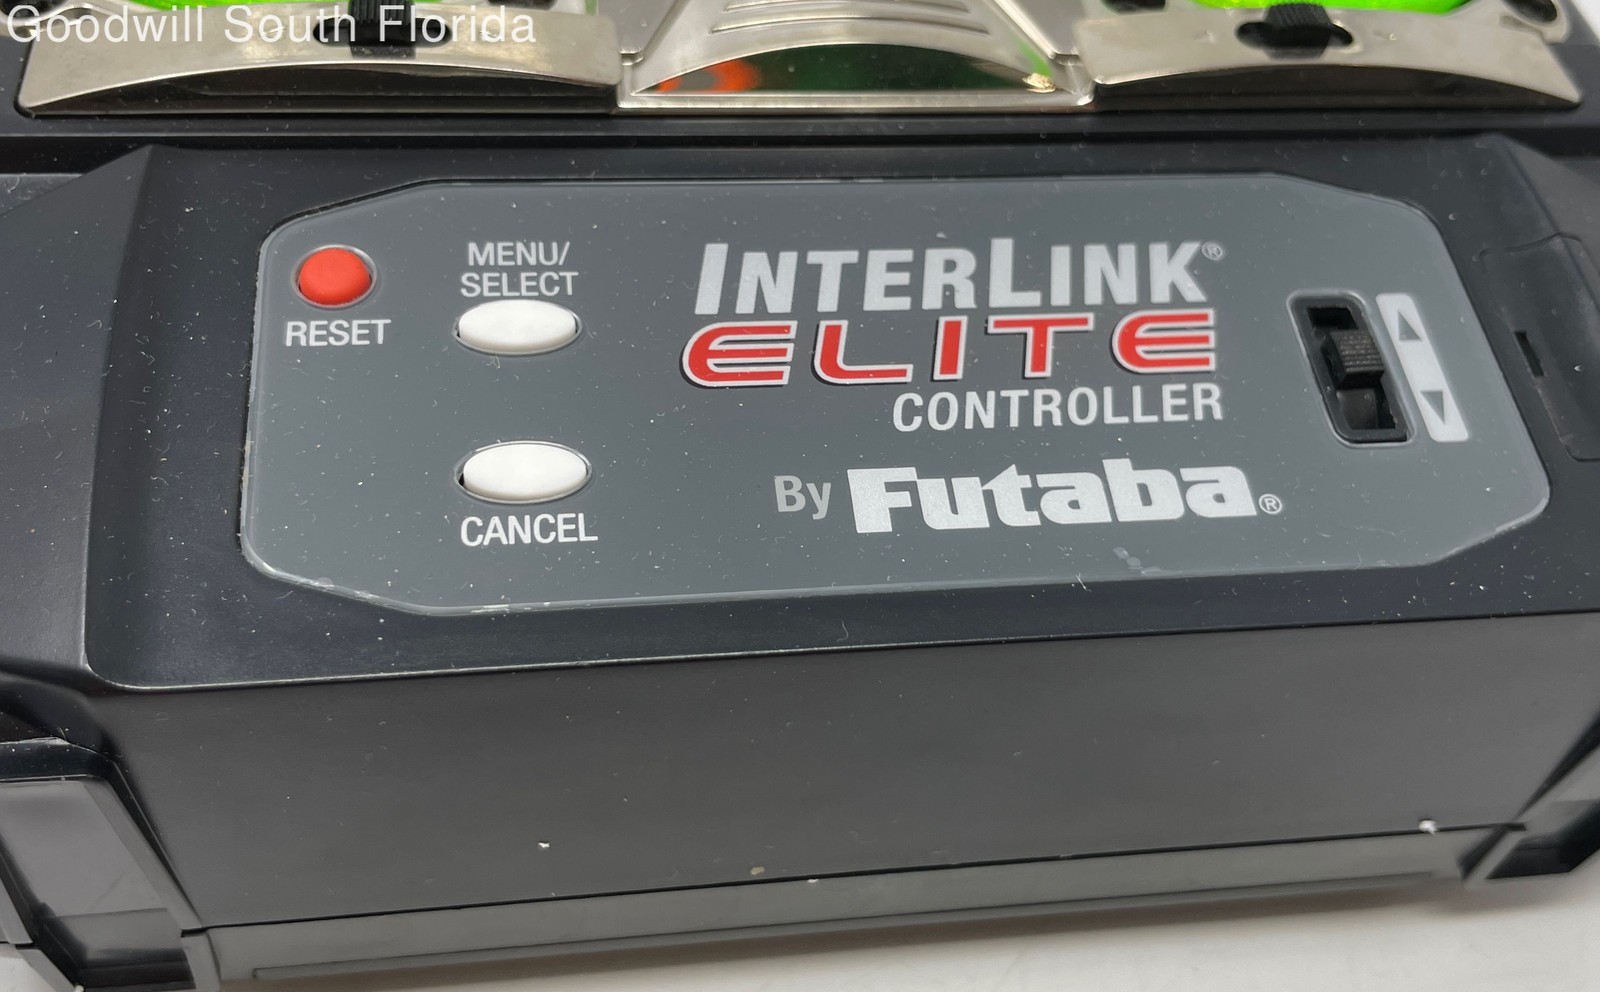 Goodwill South Florida
RESET
MENU/
SELECT
CANCEL
INTERLINK®
ELITE
CONTROLLER
By Futaba®